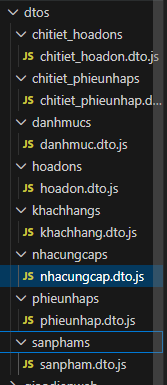 dtos
chitiet_hoadons
JS chitiet_hoadon.dto.js
chitiet_phieunhaps
JS chitiet_phieunhap.d...
danhmucs
JS danhmuc.dto.js
hoadons
JS hoadon.dto.js
khachhangs
JS khachhang.dto.js
nhacungcaps
JS nhacungcap.dto.js
phieunhaps
JS phieunhap.dto.js
sanphams
JS sanpham.dto.js